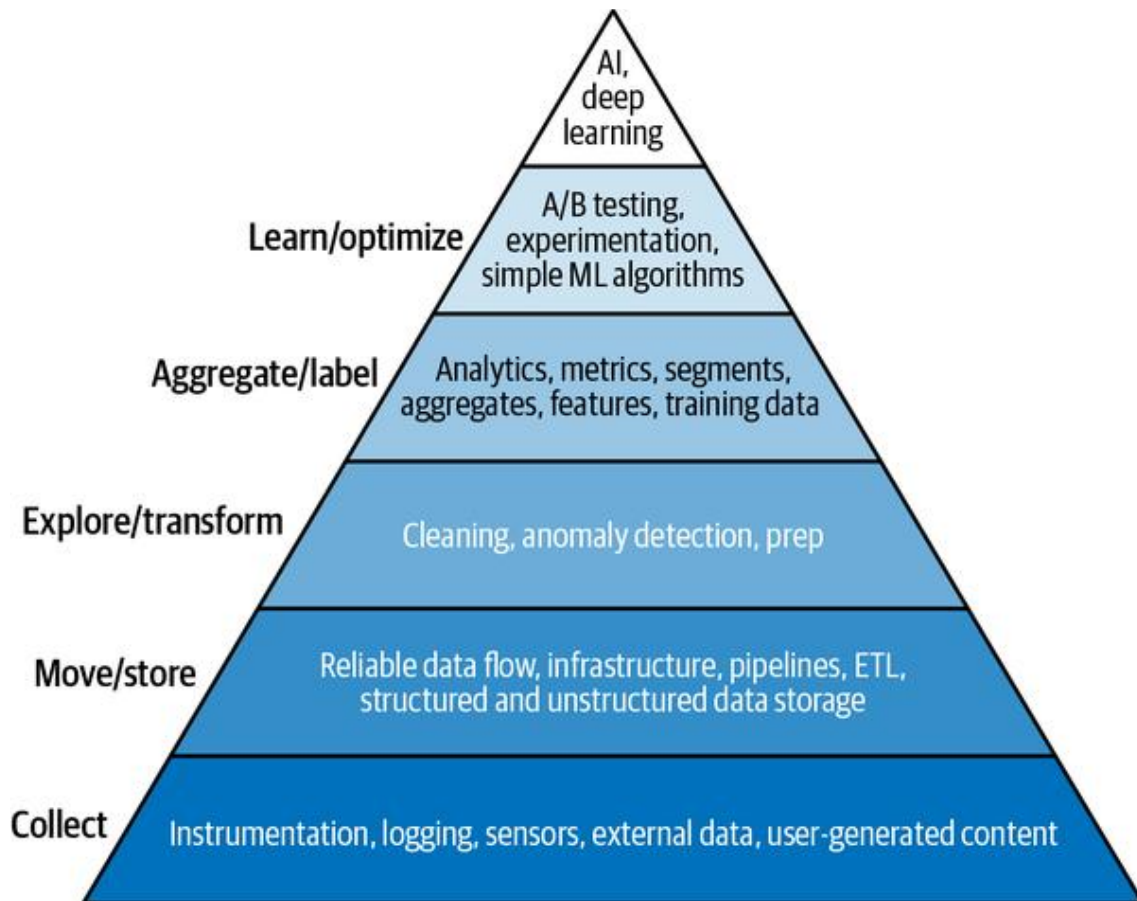 AI,
deep
learning
Learn/optimize
A/B testing,
experimentation,
simple ML algorithms
Aggregate/label
Analytics, metrics, segments,
aggregates, features, training data
Explore/transform
Cleaning, anomaly detection, prep
Move/store
Reliable data flow, infrastructure, pipelines, ETL,
structured and unstructured data storage
Collect
Instrumentation, logging, sensors, external data, user-generated content